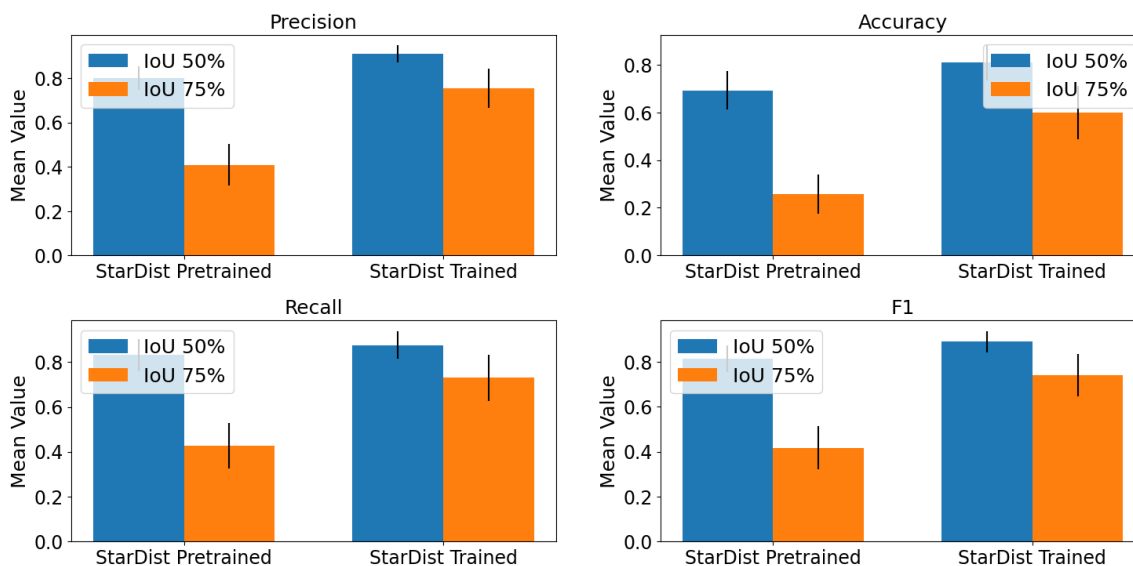 Precision
Mean Value
0.8
0.6
0.4
0.2
0.0
IoU 50%
IoU 75%
StarDist Pretrained
StarDist Trained
Accuracy
Mean Value
0.8
0.6
0.4
0.2
0.0
IoU 50%
IoU 75%
StarDist Pretrained
StarDist Trained
Recall
Mean Value
0.8
0.6
0.4
0.2
0.0
IoU 50%
IoU 75%
StarDist Pretrained
StarDist Trained
F1
Mean Value
0.8
0.6
0.4
0.2
0.0
IoU 50%
IoU 75%
StarDist Pretrained
StarDist Trained